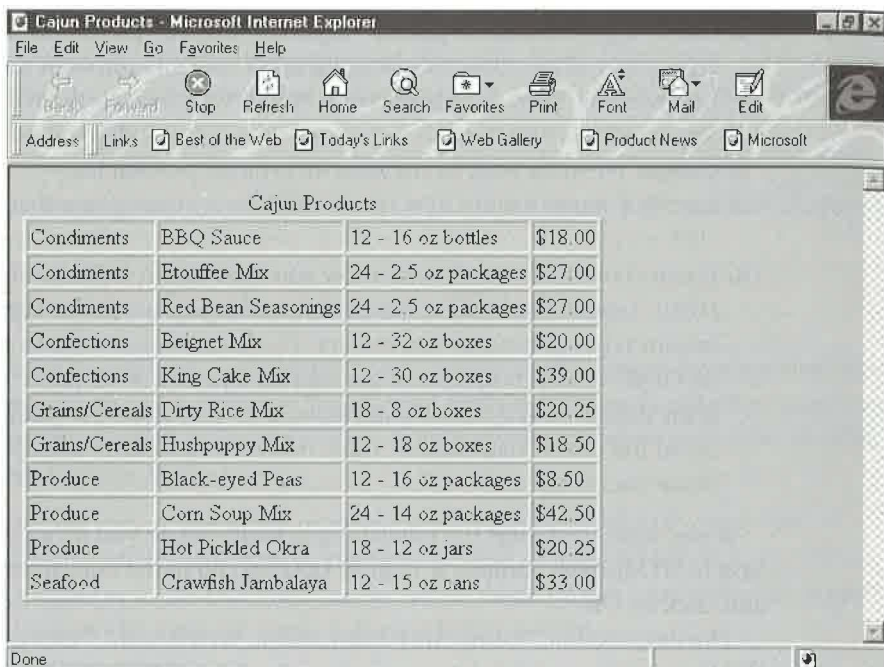 Cajun Products - Microsoft Internet Explorer
File Edit View Go Favorites Help
Back Forward Stop Refresh Home Search Favorites Print Font Mail Edit
Address Links Best of the Web Today's Links Web Gallery Product News Microsoft
Cajun Products
Condiments BBQ Sauce 12 - 16 oz bottles $18.00
Condiments Etouffee Mix 24 - 2.5 oz packages $27.00
Condiments Red Bean Seasonings 24 - 2.5 oz packages $27.00
Confections Beignet Mix 12 - 32 oz boxes $20.00
Confections King Cake Mix 12 - 30 oz boxes $39.00
Grains/Cereals Dirty Rice Mix 18 - 8 oz boxes $20.25
Grains/Cereals Hushpuppy Mix 12 - 18 oz boxes $18.50
Produce Black-eyed Peas 12 - 16 oz packages $8.50
Produce Corn Soup Mix 24 - 14 oz packages $42.50
Produce Hot Pickled Okra 18 - 12 oz jars $20.25
Seafood Crawfish Jambalaya 12 - 15 oz cans $33.00
Done